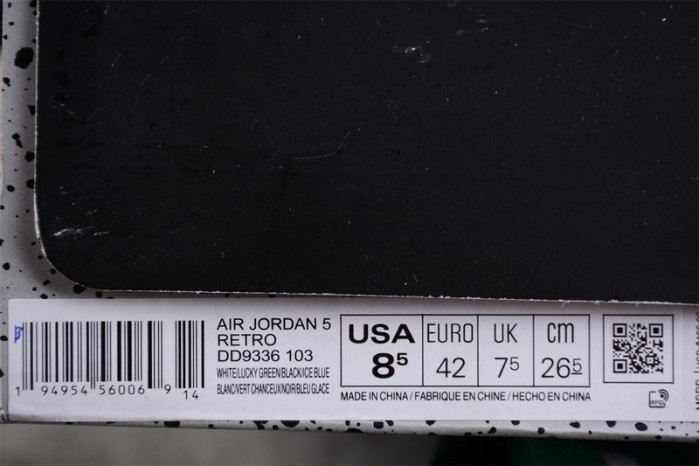 AIR JORDAN 5
RETRO
DD9336 103
WHITE/LUCKY GREEN/BLACK/ICE BLUE
BLANC/VERT CHANCEUX/NOIR/BLEU GLACE
1 94954 56006 9 14
USA EURO UK cm
8⁵ 42 7⁵ 26⁵
MADE IN CHINA / FABRIQUE EN CHINE / HECHO EN CHINA
RFID